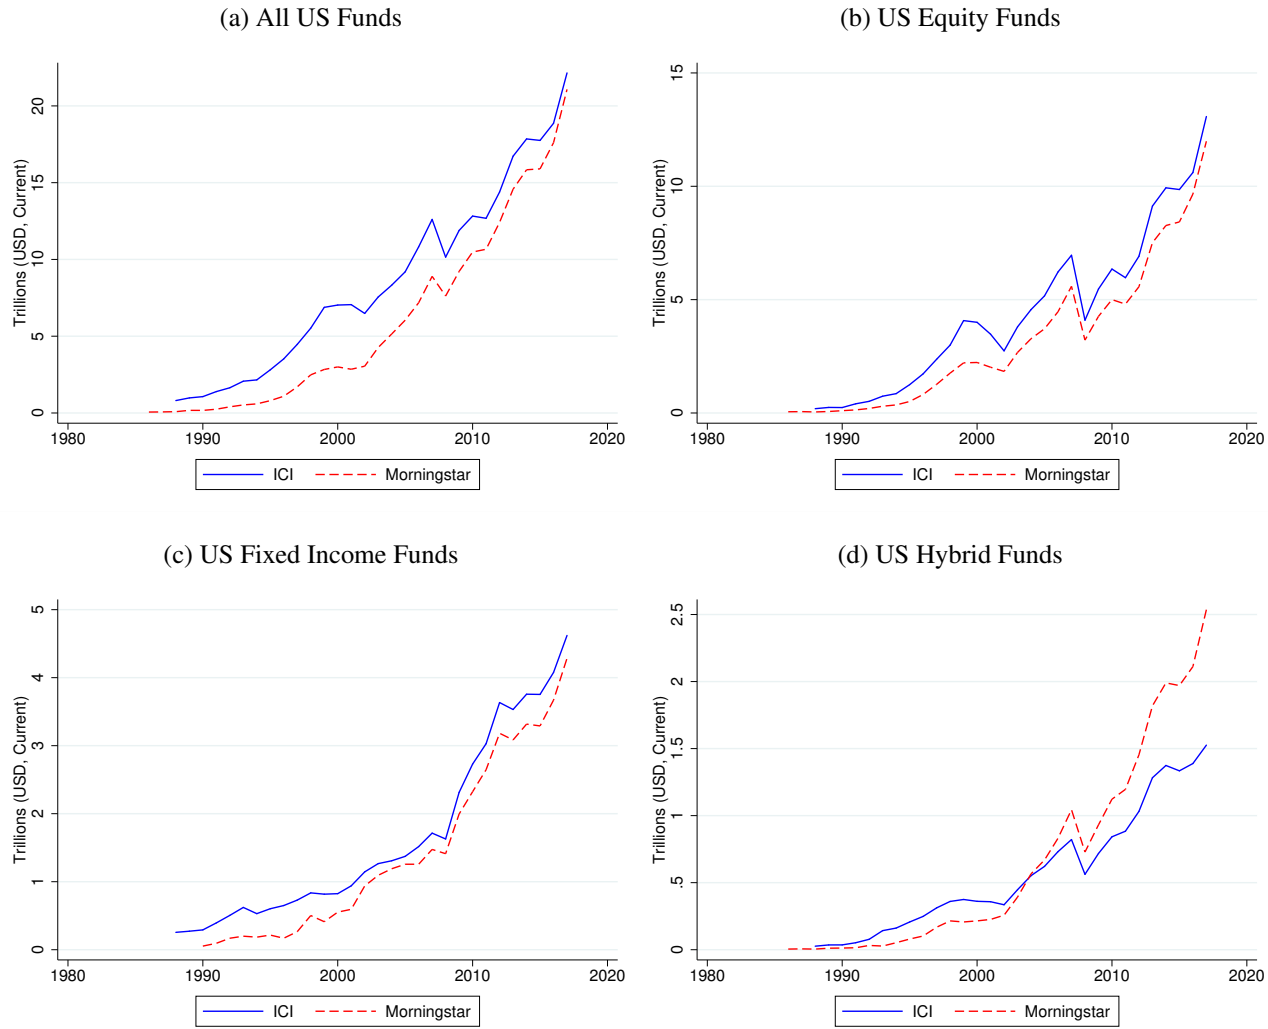 (a) All US Funds
Trillions (USD, Current)
20
15
10
5
0
1980 1990 2000 2010 2020
ICI Morningstar
(b) US Equity Funds
Trillions (USD, Current)
15
10
5
0
1980 1990 2000 2010 2020
ICI Morningstar
(c) US Fixed Income Funds
Trillions (USD, Current)
5
4
3
2
1
0
1980 1990 2000 2010 2020
ICI Morningstar
(d) US Hybrid Funds
Trillions (USD, Current)
2.5
2
1.5
1
.5
0
1980 1990 2000 2010 2020
ICI Morningstar